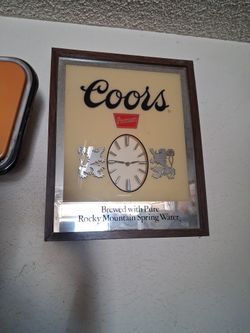 Coors
Brewed with Pure
Rocky Mountain Spring Water